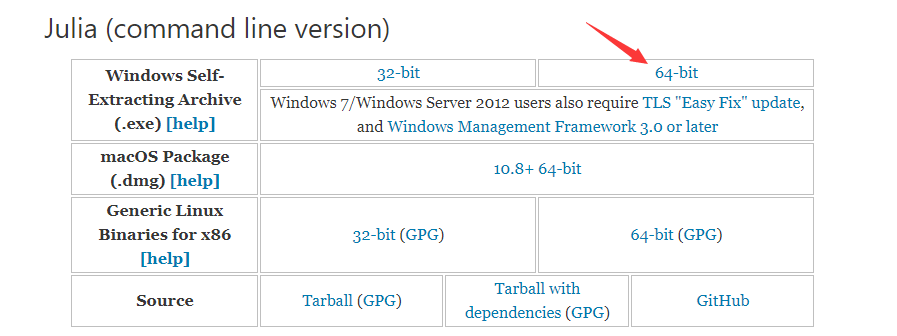 Julia (command line version)
Windows Self-
Extracting Archive
(.exe) [help]
32-bit
64-bit
Windows 7/Windows Server 2012 users also require TLS "Easy Fix" update,
and Windows Management Framework 3.0 or later
macOS Package
(.dmg) [help]
10.8+ 64-bit
Generic Linux
Binaries for x86
[help]
32-bit (GPG)
64-bit (GPG)
Source
Tarball (GPG)
Tarball with
dependencies (GPG)
GitHub